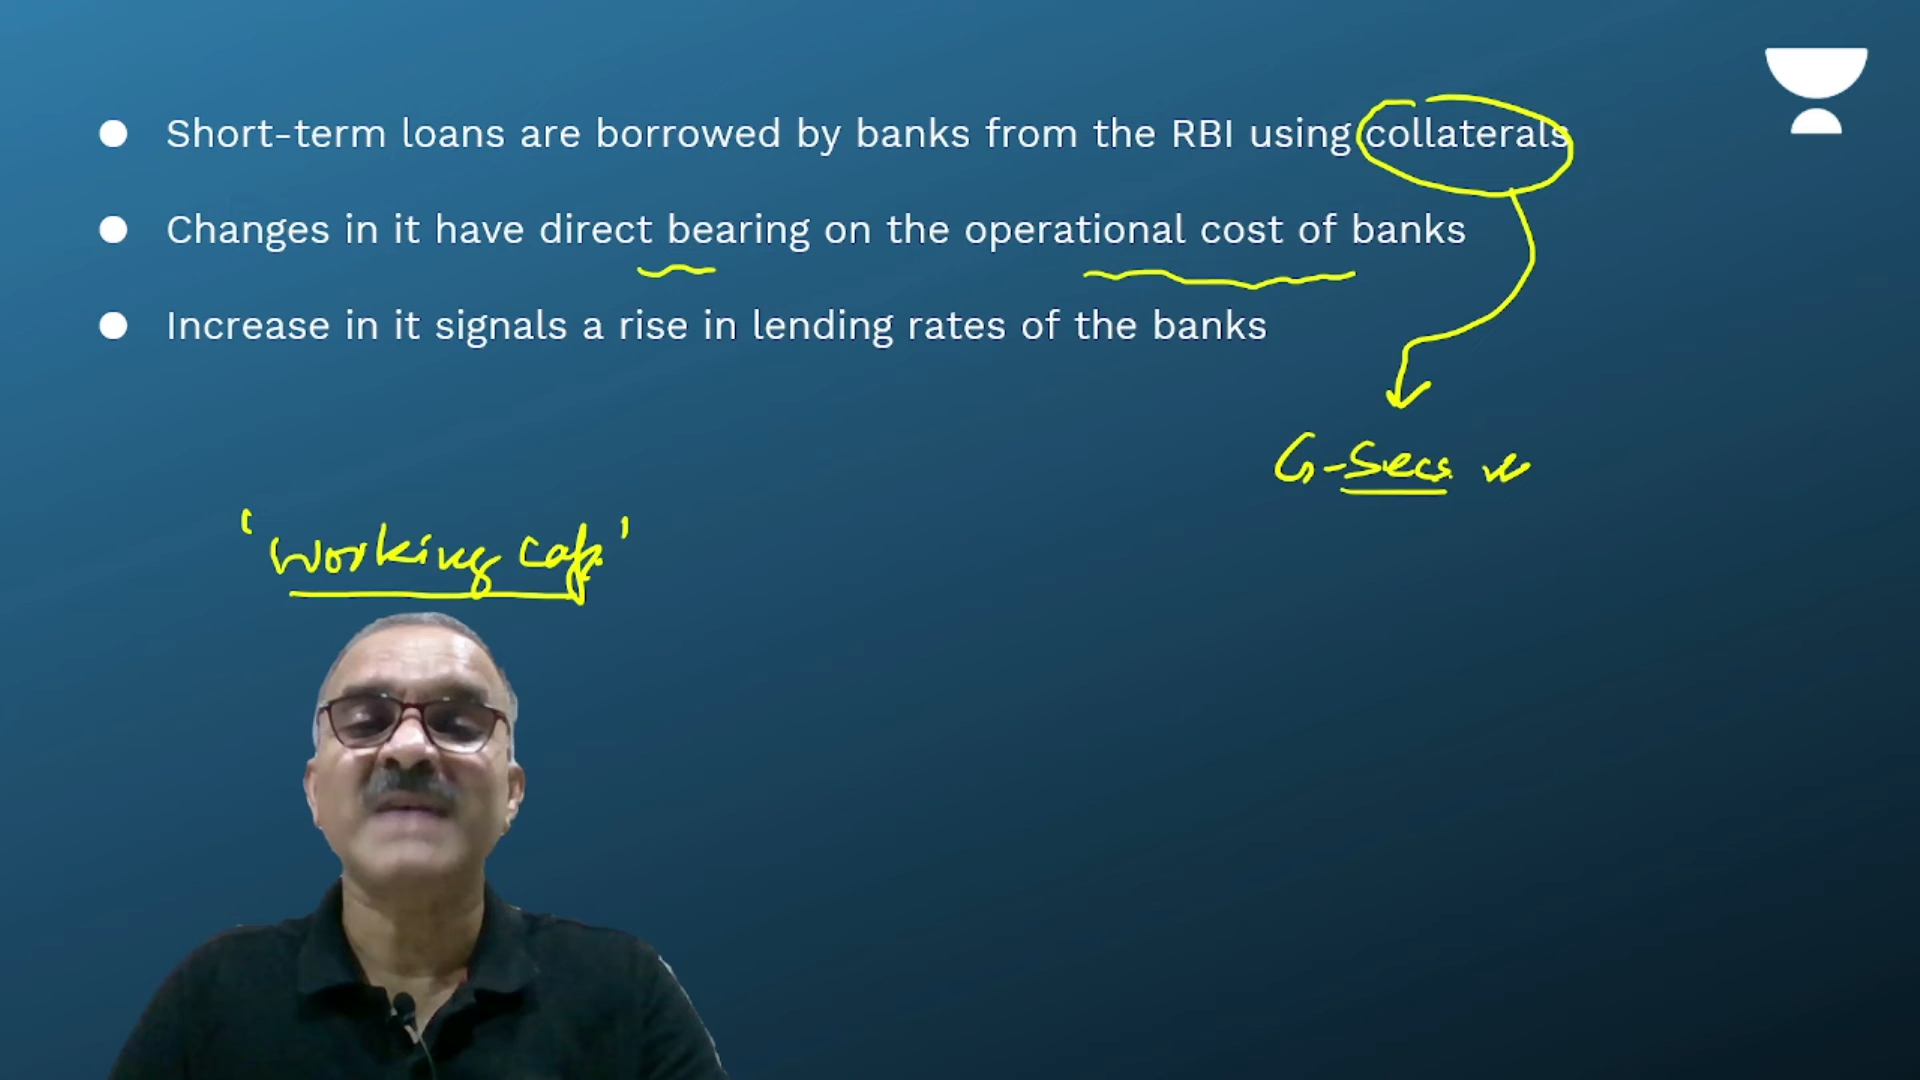 Short-term loans are borrowed by banks from the RBI using collaterals
Changes in it have direct bearing on the operational cost of banks
Increase in it signals a rise in lending rates of the banks
G-Secs
'Working Cap.'